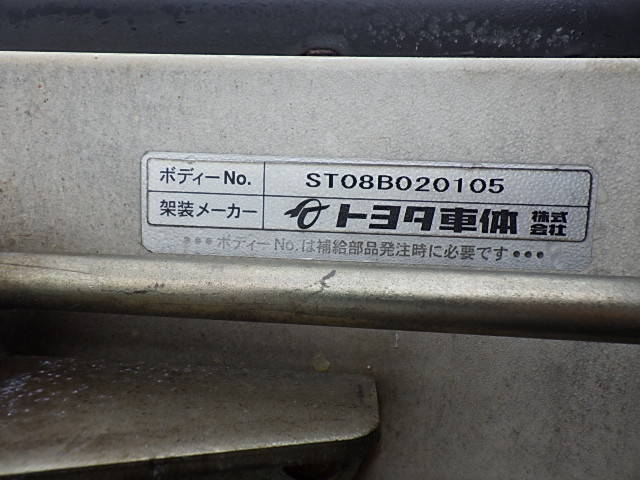 ボディーNo. ST08B020105
架装メーカー トヨタ車体 株式会社
•••ボディーNo.は補給部品発注時に必要です•••